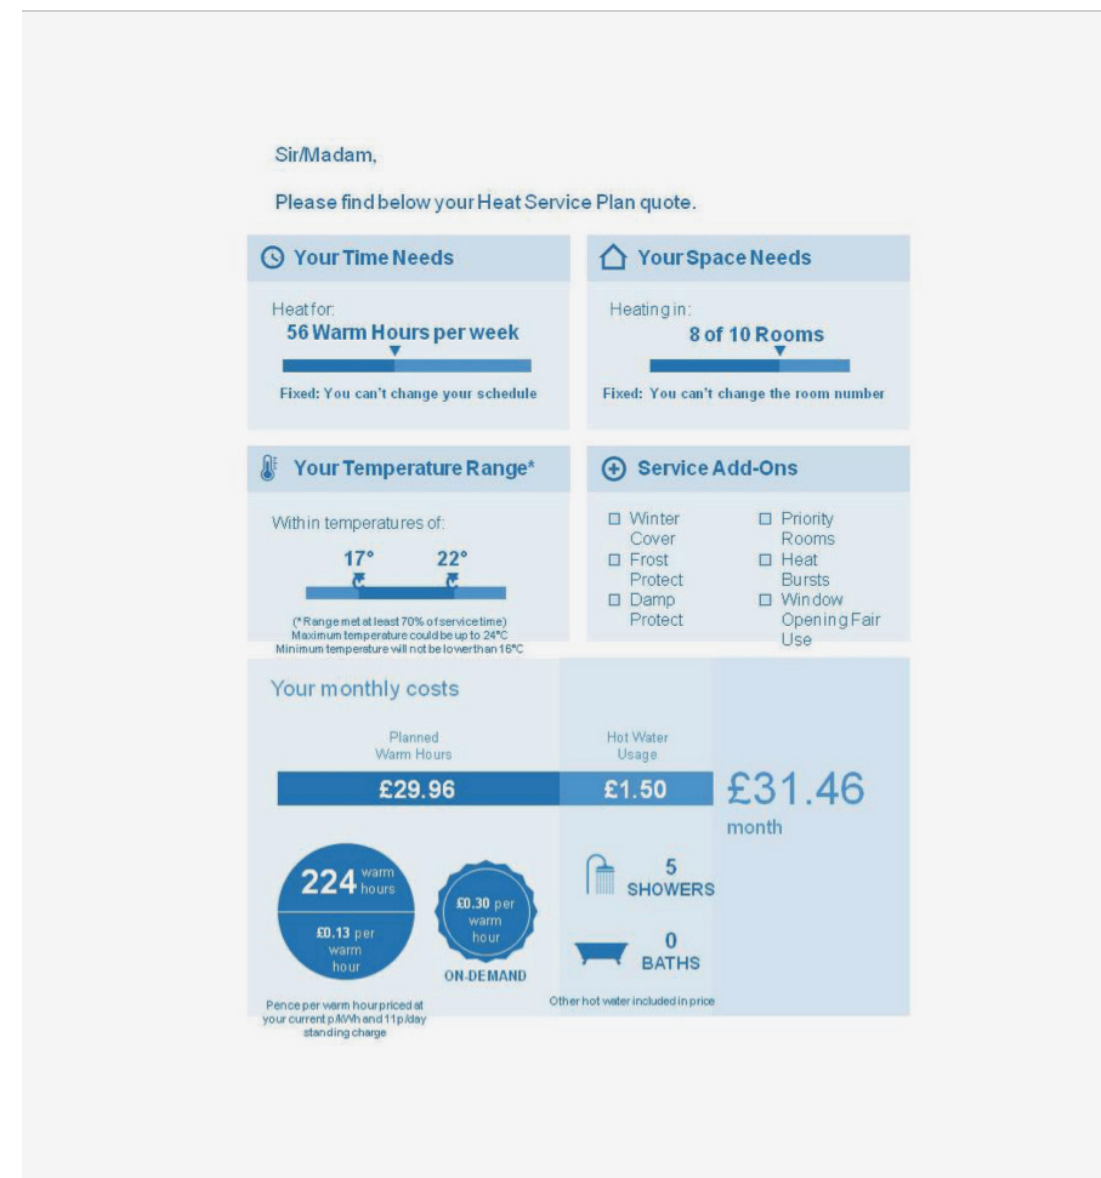 Sir/Madam,
Please find below your Heat Service Plan quote.
Your Time Needs
Heat for:
56 Warm Hours per week
Fixed: You can't change your schedule
Your Space Needs
Heating in:
8 of 10 Rooms
Fixed: You can't change the room number
Your Temperature Range*
Within temperatures of:
17° 22°
(* Range met at least 70% of service time)
Maximum temperature could be up to 24°C
Minimum temperature will not be lower than 16°C
Service Add-Ons
Winter
Cover
Frost
Protect
Damp
Protect
Priority
Rooms
Heat
Bursts
Window
Opening Fair
Use
Your monthly costs
Planned
Warm Hours
£29.96
Hot Water
Usage
£1.50
£31.46
month
224 warm
hours
£0.13 per
warm
hour
£0.30 per
warm
hour
ON-DEMAND
Pence per warm hour priced at
your current p/kWh and 11p/day
standing charge
5
SHOWERS
0
BATHS
Other hot water included in price